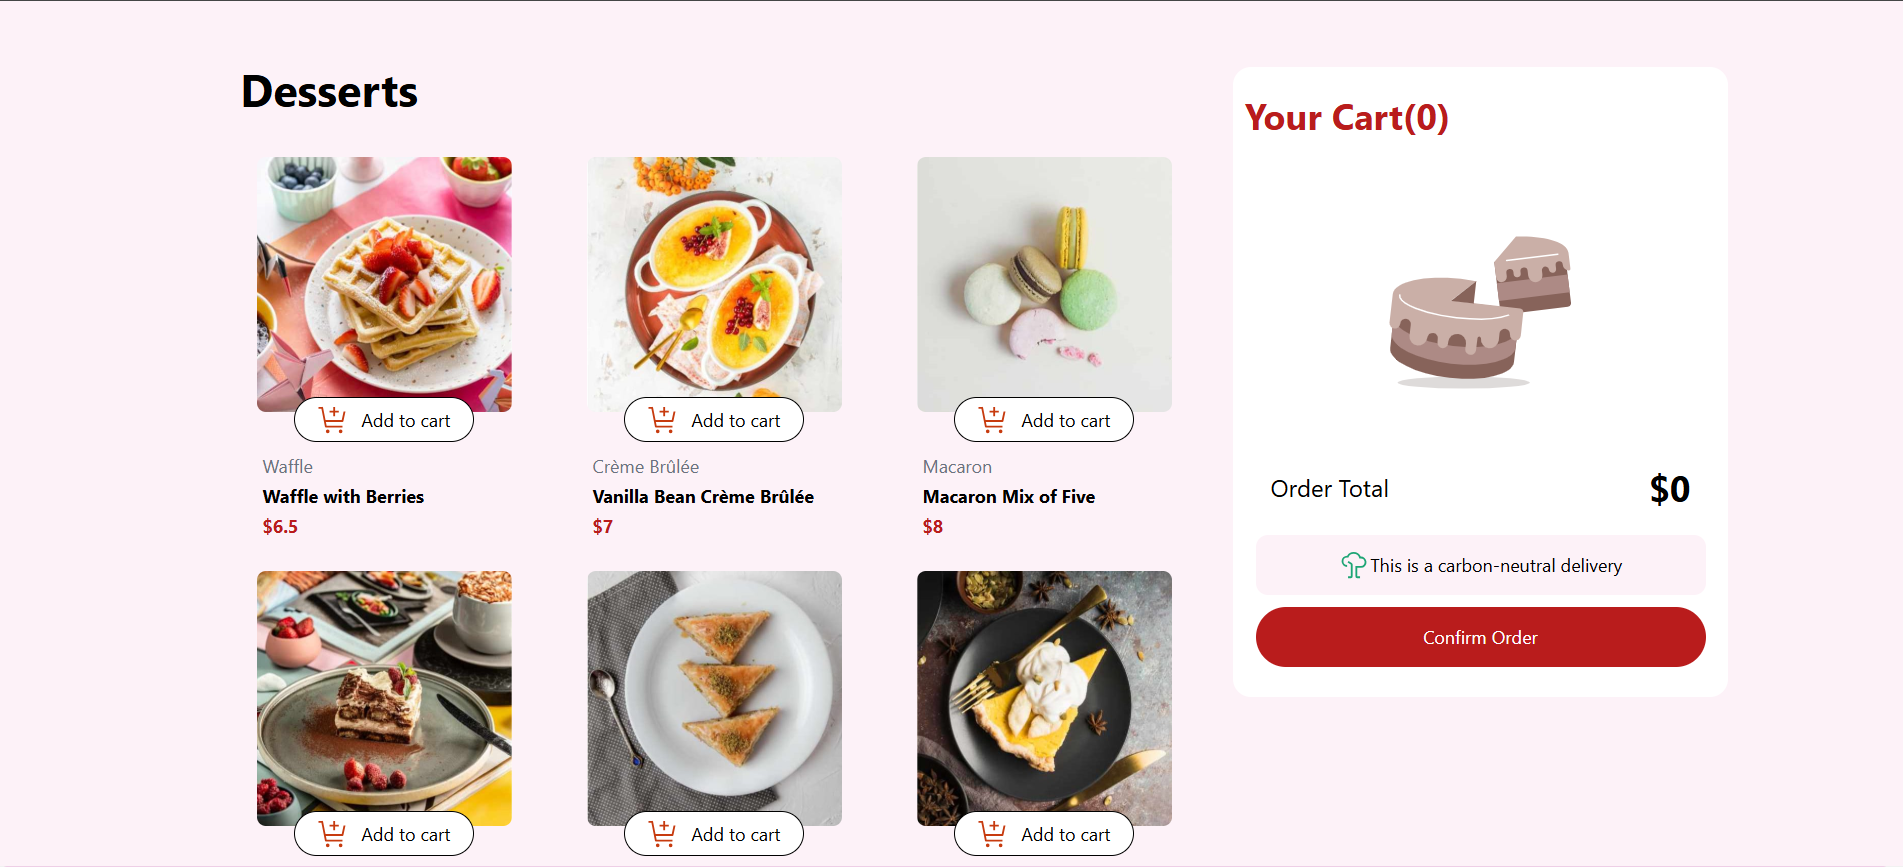 Desserts
Your Cart(0)
Add to cart
Add to cart
Add to cart
Waffle
Waffle with Berries
$6.5
Crème Brûlée
Vanilla Bean Crème Brûlée
$7
Macaron
Macaron Mix of Five
$8
Order Total
$0
This is a carbon-neutral delivery
Confirm Order
Add to cart
Add to cart
Add to cart